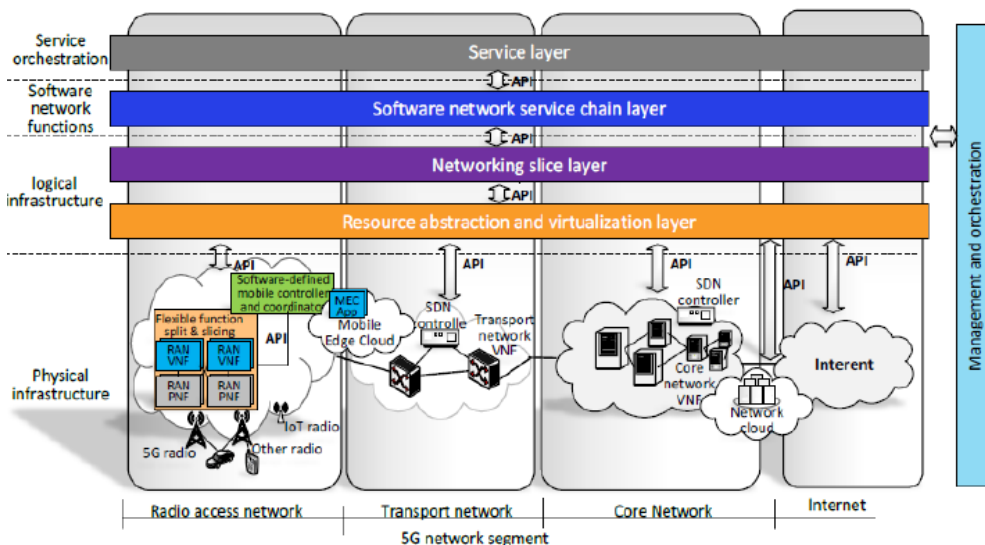 Service
orchestration
Service layer
API
Software
network
functions
Software network service chain layer
API
Networking slice layer
API
logical
infrastructure
Resource abstraction and virtualization layer
Management and orchestration
API
API
API
API
API
Software-defined
mobile controller
and coordinator
MEC
App
Mobile
Edge Cloud
Flexible function
split & slicing
API
RAN
VNF
RAN
VNF
RAN
PNF
RAN
PNF
SDN
controlle
Transport
network
VNF
SDN
controller
Core
network
VNF
Network
cloud
Interent
Physical
infrastructure
IoT radio
5G radio
Other radio
Radio access network
Transport network
Core Network
Internet
5G network segment